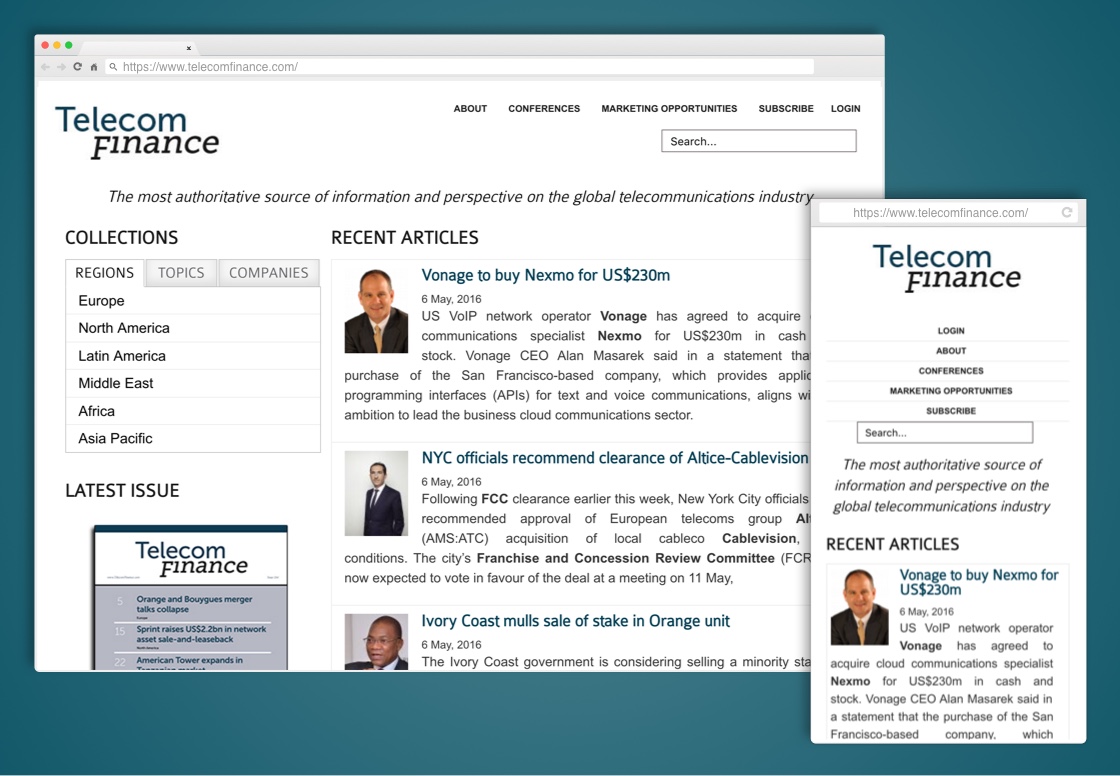 https://www.telecomfinance.com/
Telecom
Finance
ABOUT CONFERENCES MARKETING OPPORTUNITIES SUBSCRIBE LOGIN
Search...
The most authoritative source of information and perspective on the global telecommunications industry
COLLECTIONS
REGIONS TOPICS COMPANIES
Europe
North America
Latin America
Middle East
Africa
Asia Pacific
LATEST ISSUE
Telecom
Finance
5 Orange and Bouygues merger
talks collapse
Europe
15 Sprint raises US$2.2bn in network
asset sale-and-leaseback
North America
22 American Tower expands in
RECENT ARTICLES
Vonage to buy Nexmo for US$230m
6 May, 2016
US VoIP network operator Vonage has agreed to acquire
communications specialist Nexmo for US$230m in cash
stock. Vonage CEO Alan Masarek said in a statement tha
purchase of the San Francisco-based company, which provides applic
programming interfaces (APIs) for text and voice communications, aligns wi
ambition to lead the business cloud communications sector.
NYC officials recommend clearance of Altice-Cablevision
6 May, 2016
Following FCC clearance earlier this week, New York City officials
recommended approval of European telecoms group Alt
(AMS:ATC) acquisition of local cableco Cablevision,
conditions. The city's Franchise and Concession Review Committee (FCR
now expected to vote in favour of the deal at a meeting on 11 May,
Ivory Coast mulls sale of stake in Orange unit
6 May, 2016
The Ivory Coast government is considering selling a minority sta
https://www.telecomfinance.com/
Telecom
Finance
LOGIN
ABOUT
CONFERENCES
MARKETING OPPORTUNITIES
SUBSCRIBE
Search...
The most authoritative source of
information and perspective on the
global telecommunications industry
RECENT ARTICLES
Vonage to buy Nexmo for
US$230m
6 May, 2016
US VoIP network operator
Vonage has agreed to
acquire cloud communications specialist
Nexmo for US$230m in cash and
stock. Vonage CEO Alan Masarek said in
a statement that the purchase of the San
Francisco-based company, which